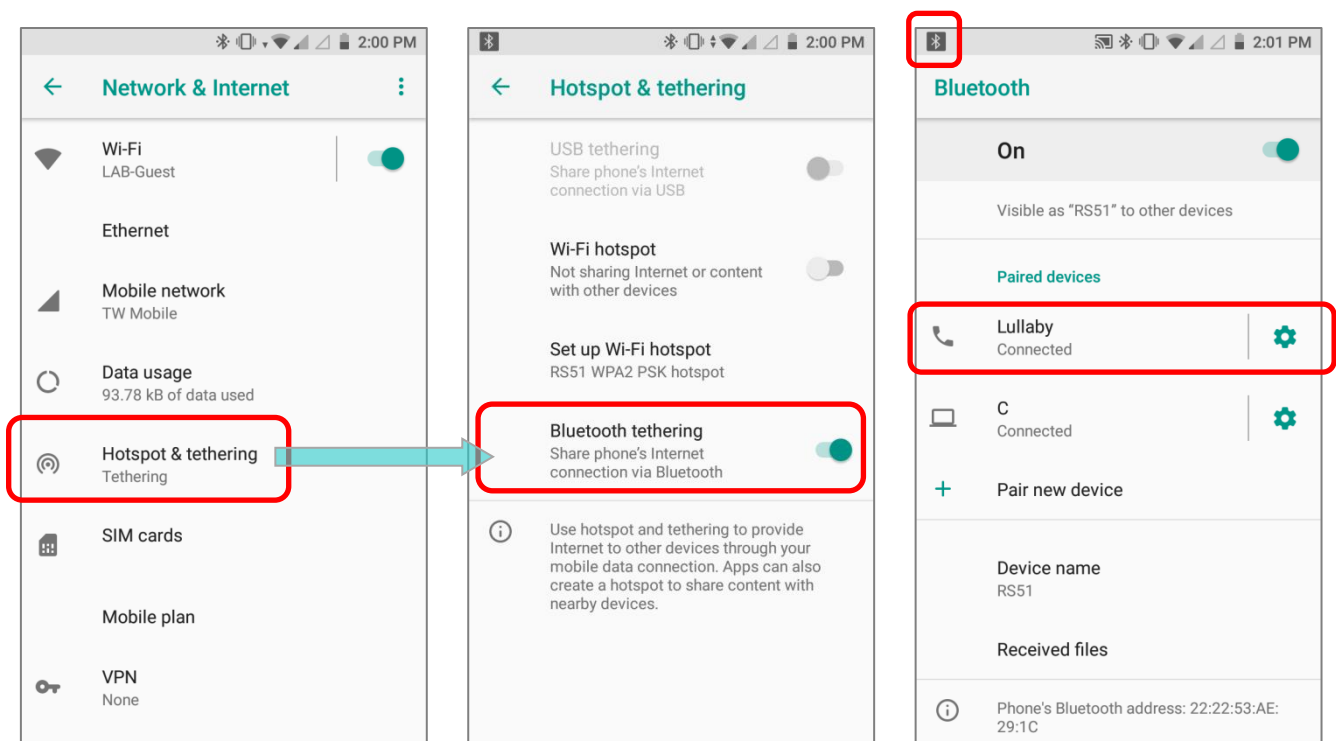 2:00 PM
Network & Internet
Wi-Fi
LAB-Guest
Ethernet
Mobile network
TW Mobile
Data usage
93.78 kB of data used
Hotspot & tethering
Tethering
SIM cards
Mobile plan
VPN
None
2:00 PM
Hotspot & tethering
USB tethering
Share phone's Internet
connection via USB
Wi-Fi hotspot
Not sharing Internet or content
with other devices
Set up Wi-Fi hotspot
RS51 WPA2 PSK hotspot
Bluetooth tethering
Share phone's Internet
connection via Bluetooth
Use hotspot and tethering to provide
Internet to other devices through your
mobile data connection. Apps can also
create a hotspot to share content with
nearby devices.
2:01 PM
Bluetooth
On
Visible as “RS51” to other devices
Paired devices
Lullaby
Connected
C
Connected
Pair new device
Device name
RS51
Received files
Phone's Bluetooth address: 22:22:53:AE:
29:1C